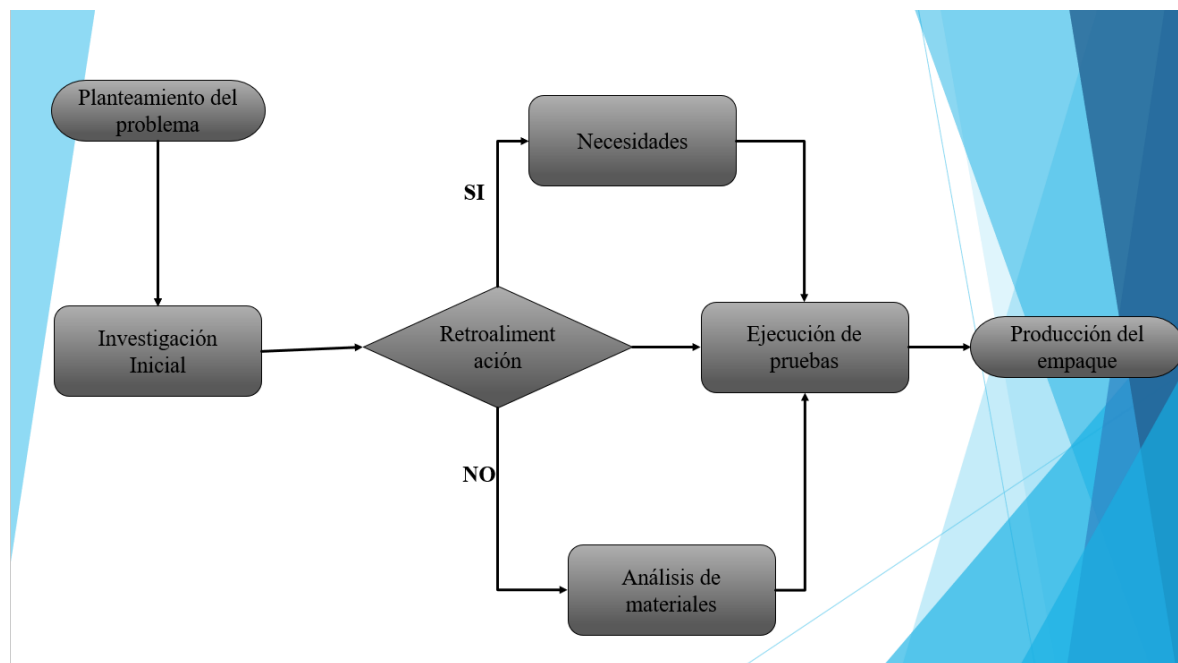 Planteamiento del
problema
Necesidades
SI
Investigación
Inicial
Retroaliment
ación
Ejecución de
pruebas
Producción del
empaque
NO
Análisis de
materiales